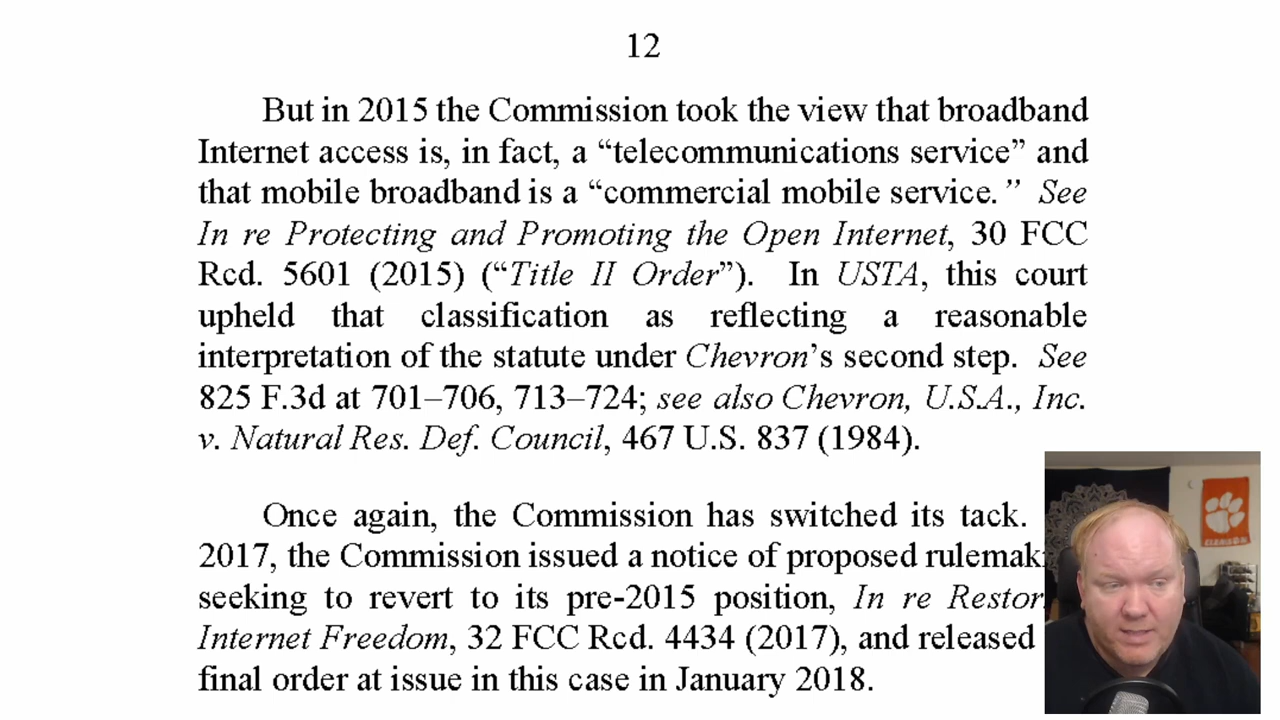 12
But in 2015 the Commission took the view that broadband
Internet access is, in fact, a “telecommunications service” and
that mobile broadband is a “commercial mobile service.” See
In re Protecting and Promoting the Open Internet, 30 FCC
Rcd. 5601 (2015) (“Title II Order”). In USTA, this court
upheld that classification as reflecting a reasonable
interpretation of the statute under Chevron’s second step. See
825 F.3d at 701–706, 713–724; see also Chevron, U.S.A., Inc.
v. Natural Res. Def. Council, 467 U.S. 837 (1984).
Once again, the Commission has switched its tack.
2017, the Commission issued a notice of proposed
seeking to revert to its pre-2015 position, In re
Internet Freedom, 32 FCC Rcd. 4434 (2017), and released
final order at issue in this case in January 2018.
CLEMSON